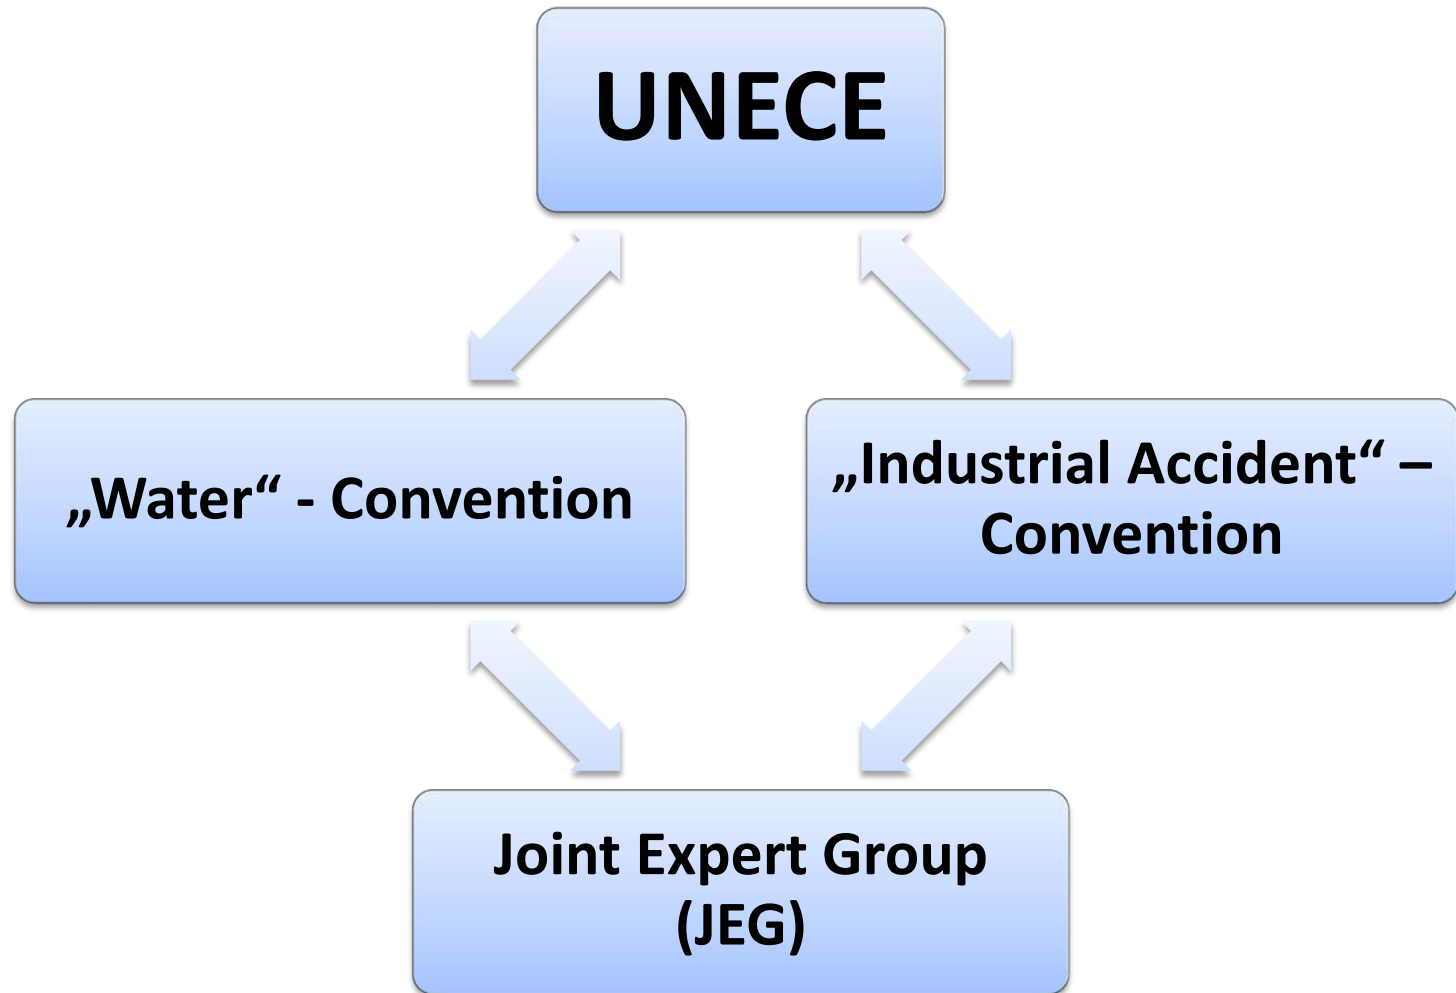 UNECE
„Water“ - Convention
„Industrial Accident“ –
Convention
Joint Expert Group
(JEG)